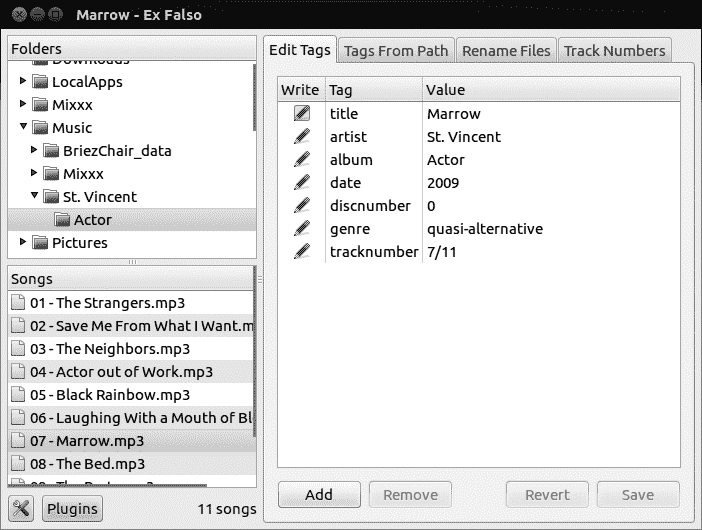 Marrow - Ex Falso
Folders
Downloads
LocalApps
Mixxx
Music
BriezChair_data
Mixxx
St. Vincent
Actor
Pictures
Songs
01 - The Strangers.mp3
02 - Save Me From What I Want.m
03 - The Neighbors.mp3
04 - Actor out of Work.mp3
05 - Black Rainbow.mp3
06 - Laughing With a Mouth of Bl
07 - Marrow.mp3
08 - The Bed.mp3
Plugins
11 songs
Edit Tags
Tags From Path
Rename Files
Track Numbers
Write Tag Value
title Marrow
artist St. Vincent
album Actor
date 2009
discnumber 0
genre quasi-alternative
tracknumber 7/11
Add
Remove
Revert
Save